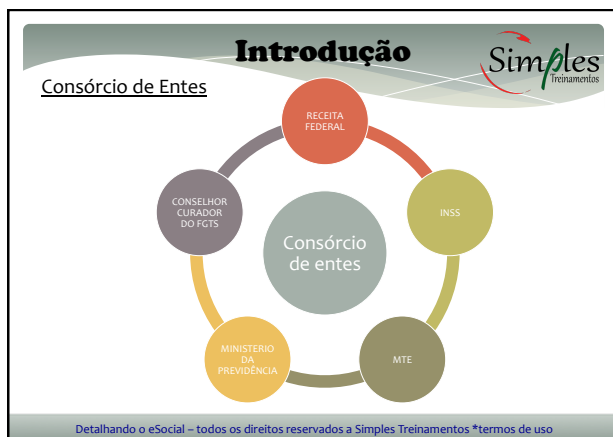 Introdução
Simples
Treinamentos
Consórcio de Entes
RECEITA
FEDERAL
INSS
MTE
MINISTERIO
DA
PREVIDÊNCIA
CONSELHOR
CURADOR
DO FGTS
Consórcio
de entes
Detalhando o eSocial – todos os direitos reservados a Simples Treinamentos *termos de uso